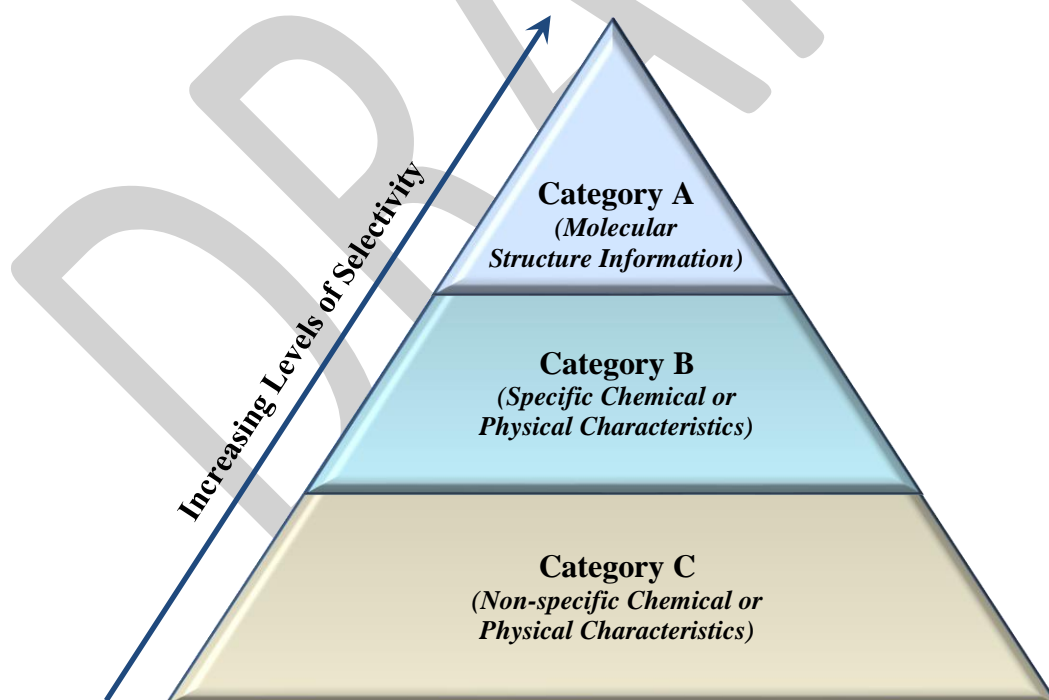 DRAFT
Increasing Levels of Selectivity
Category A
(Molecular
Structure Information)
Category B
(Specific Chemical or
Physical Characteristics)
Category C
(Non-specific Chemical or
Physical Characteristics)